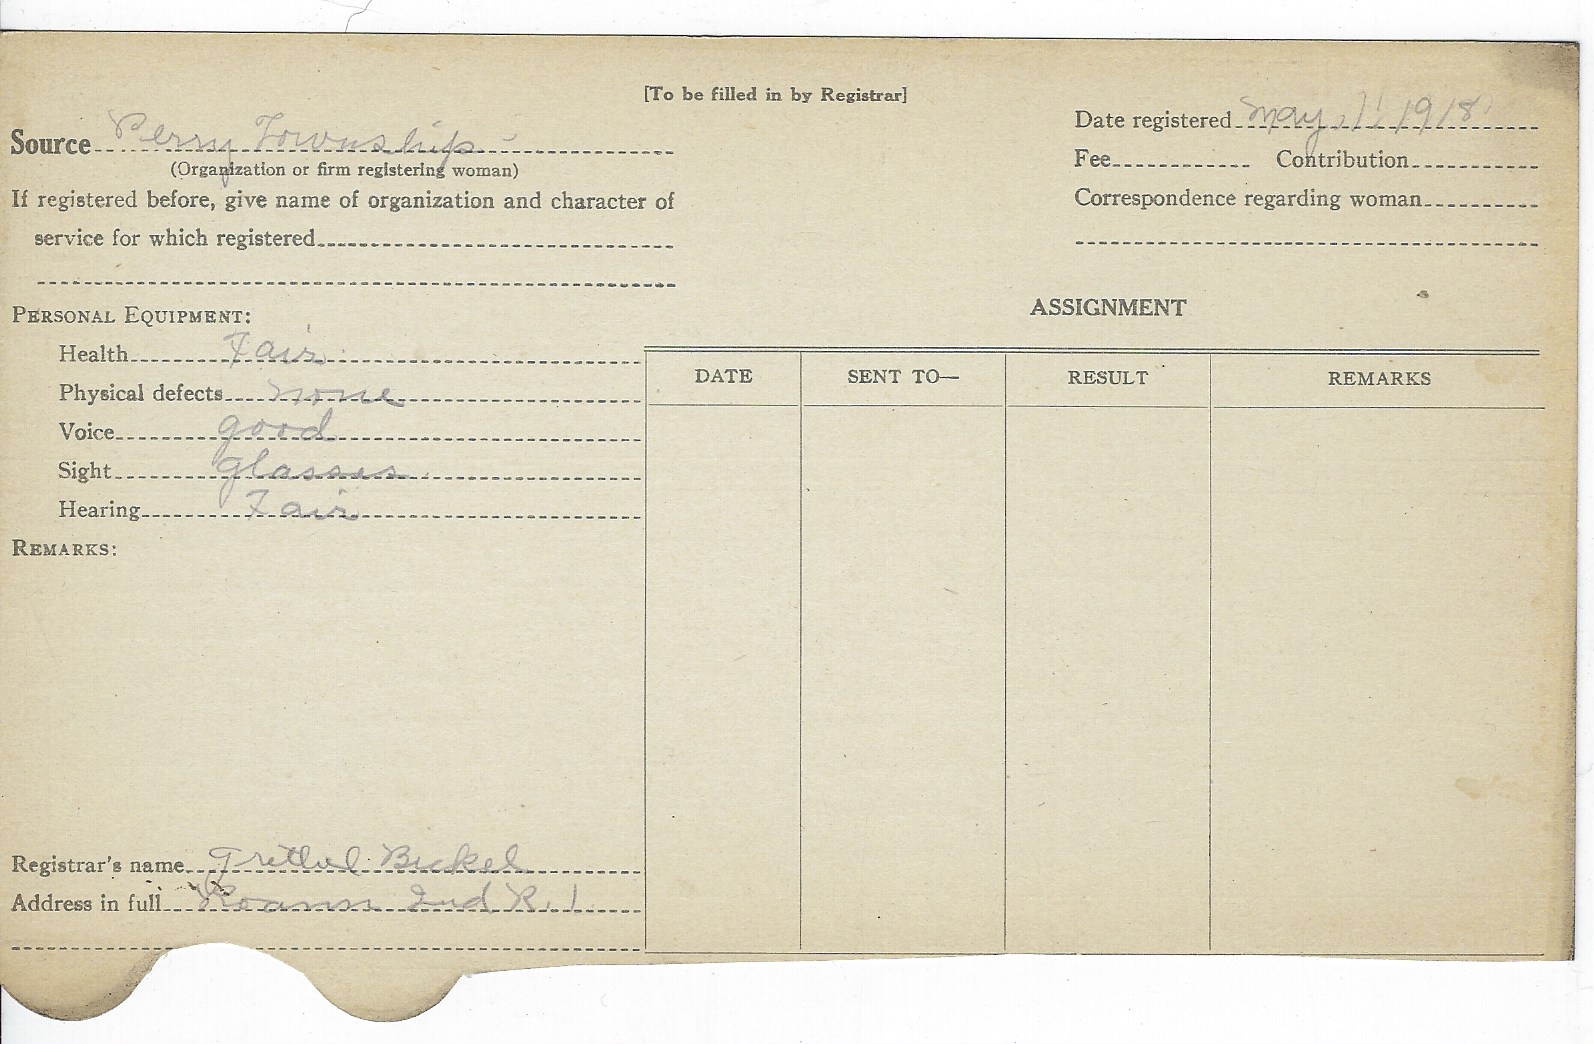 [To be filled in by Registrar]
Source Perry Township
(Organization or firm registering woman)
If registered before, give name of organization and character of
service for which registered
Date registered May, 1, 1918
Fee Contribution
Correspondence regarding woman
PERSONAL EQUIPMENT:
Health Fair
Physical defects none
Voice good
Sight glasses
Hearing Fair
REMARKS:
ASSIGNMENT
DATE SENT TO— RESULT REMARKS
Registrar's name Bickel
Address in full Roann Ind R. 1